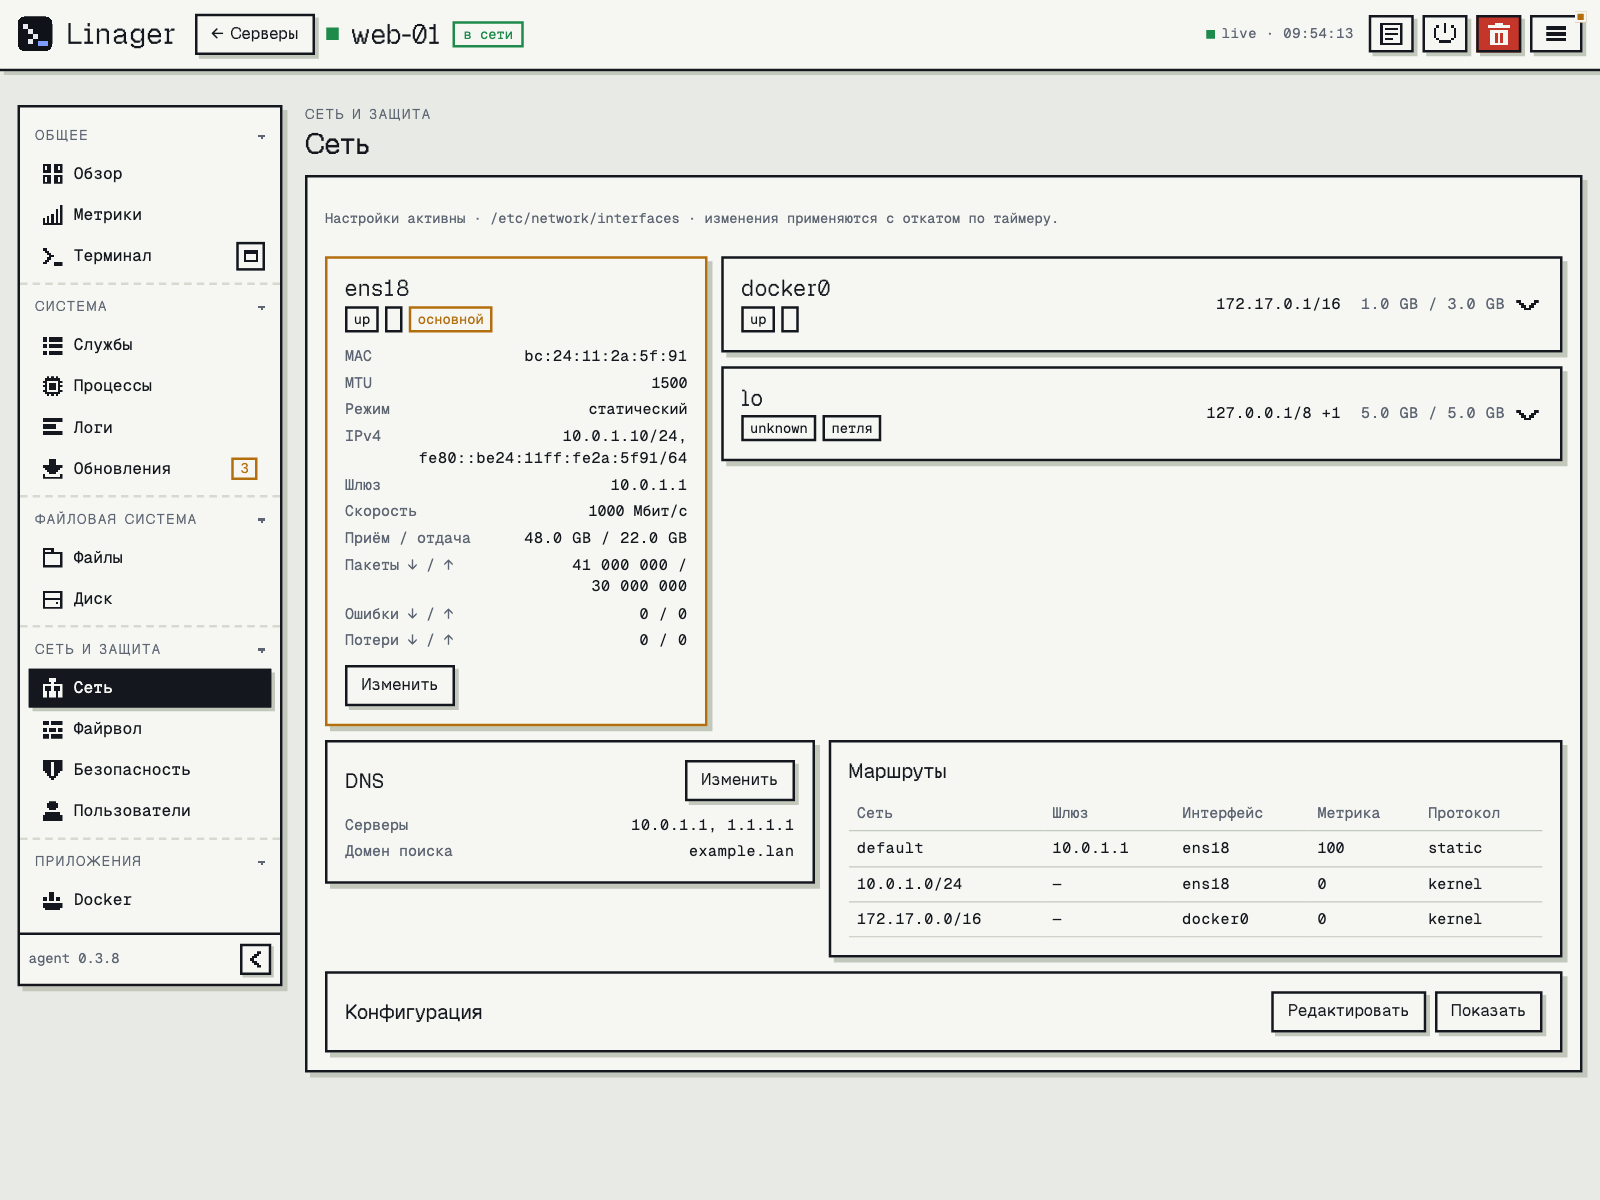 Linager
← Серверы
web-01
в сети
live · 09:54:13
ОБЩЕЕ
Обзор
Метрики
Терминал
СИСТЕМА
Службы
Процессы
Логи
Обновления
3
ФАЙЛОВАЯ СИСТЕМА
Файлы
Диск
СЕТЬ И ЗАЩИТА
Сеть
Файрвол
Безопасность
Пользователи
ПРИЛОЖЕНИЯ
Docker
agent 0.3.8
СЕТЬ И ЗАЩИТА
Сеть
Настройки активны · /etc/network/interfaces · изменения применяются с откатом по таймеру.
ens18
up
основной
MAC bc:24:11:2a:5f:91
MTU 1500
Режим статический
IPv4 10.0.1.10/24,
fe80::be24:11ff:fe2a:5f91/64
Шлюз 10.0.1.1
Скорость 1000 Мбит/с
Приём / отдача 48.0 GB / 22.0 GB
Пакеты ↓ / ↑ 41 000 000 /
30 000 000
Ошибки ↓ / ↑ 0 / 0
Потери ↓ / ↑ 0 / 0
Изменить
docker0
up
172.17.0.1/16 1.0 GB / 3.0 GB
lo
unknown петля
127.0.0.1/8 +1 5.0 GB / 5.0 GB
DNS
Изменить
Серверы 10.0.1.1, 1.1.1.1
Домен поиска example.lan
Маршруты
Сеть Шлюз Интерфейс Метрика Протокол
default 10.0.1.1 ens18 100 static
10.0.1.0/24 — ens18 0 kernel
172.17.0.0/16 — docker0 0 kernel
Конфигурация
Редактировать
Показать